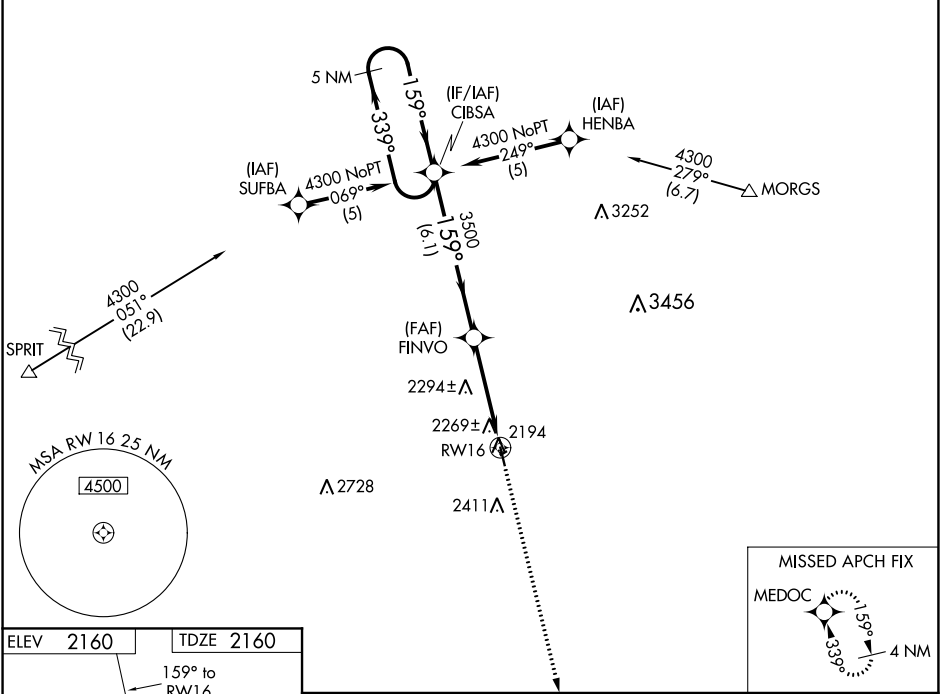 5 NM
159°
339°
(IF/IAF)
CIBSA
(IAF)
HENBA
4300 NoPT
249°
(5)
4300
279°
(6.7)
MORGS
(IAF)
SUFBA
4300 NoPT
069°
(5)
3252
3500
159°
(6.1)
3456
4300
051°
(22.9)
SPRIT
(FAF)
FINVO
2294±
2269±
2194
RW16
MSA RW 16 25 NM
4500
2728
2411
MISSED APCH FIX
MEDOC
159°
339°
4 NM
ELEV 2160
TDZE 2160
159° to
RW16